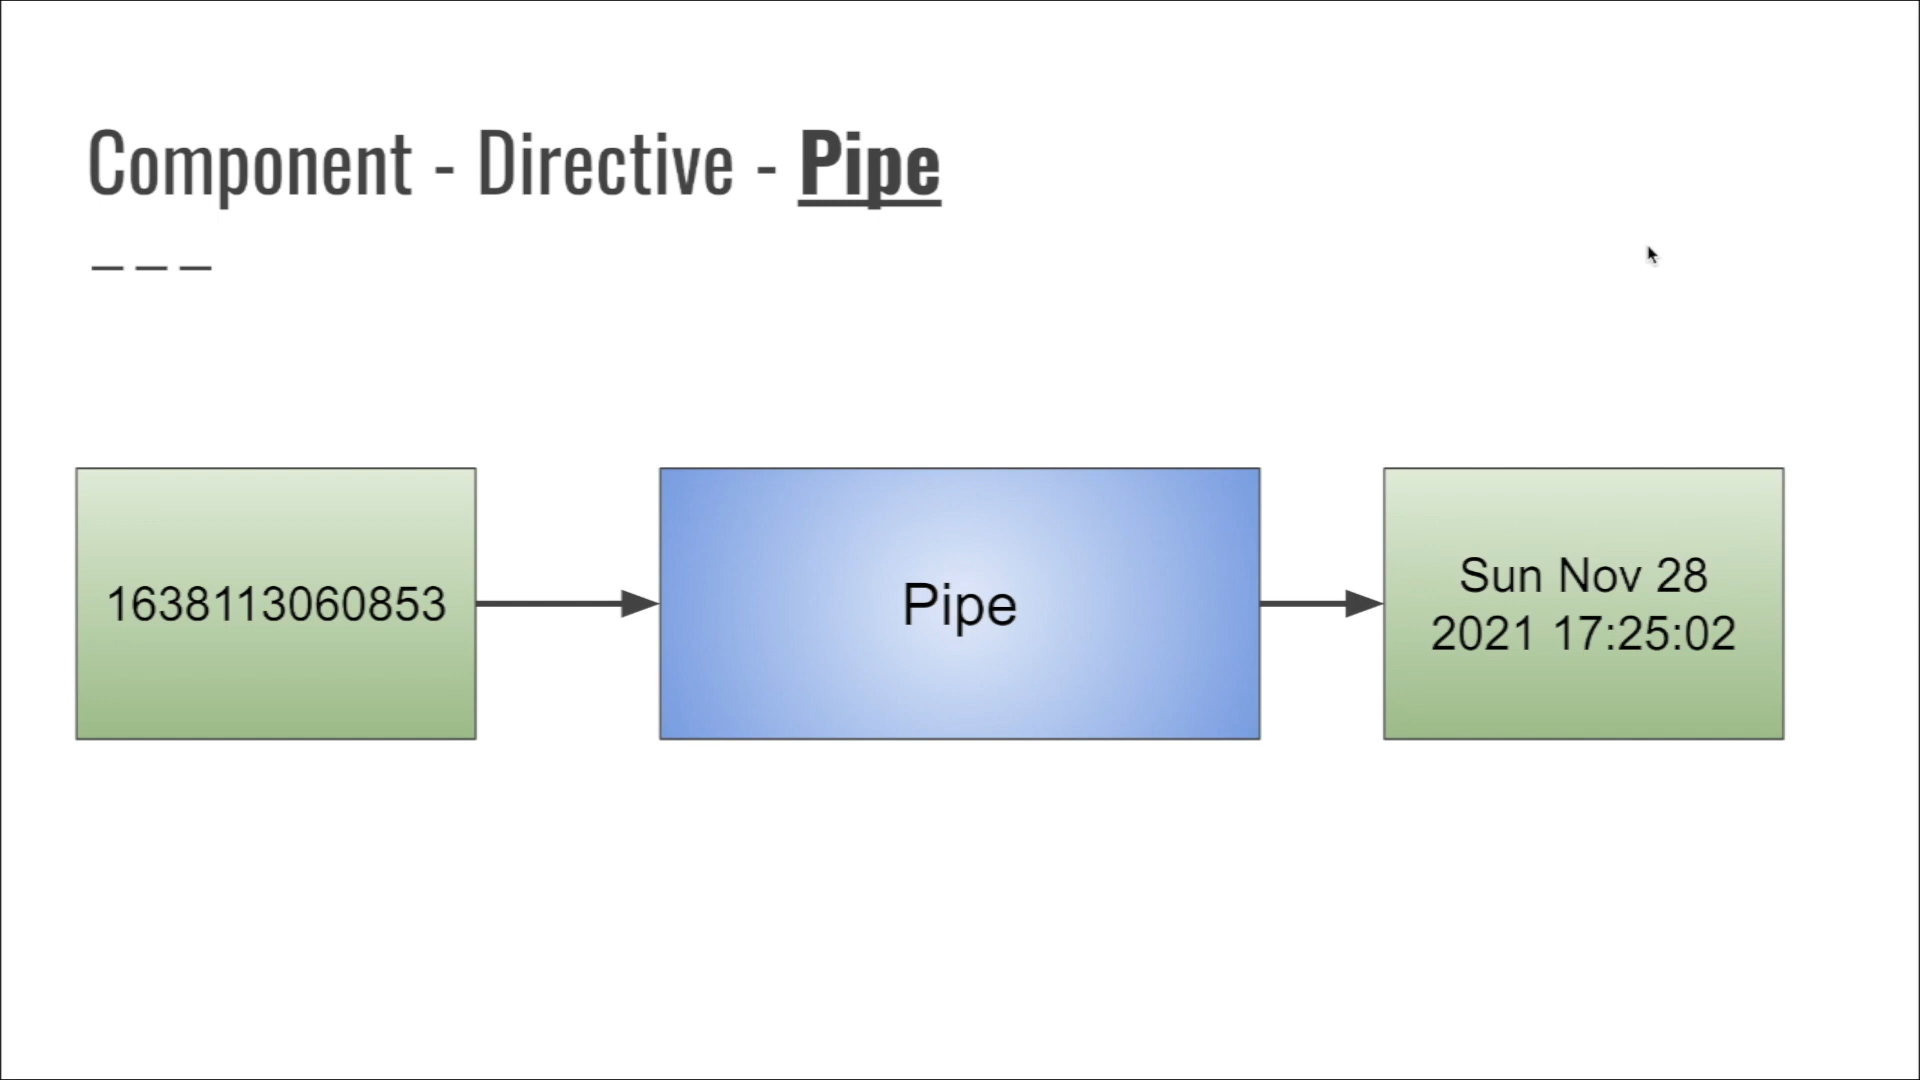 Component - Directive - Pipe
1638113060853
Pipe
Sun Nov 28
2021 17:25:02